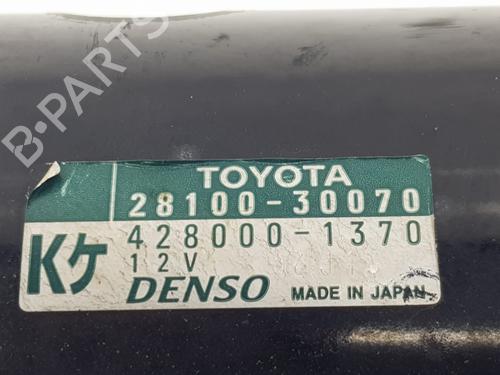 B-PARTS
TOYOTA
28100-30070
Kケ
428000-1370
12V
DENSO
MADE IN JAPAN